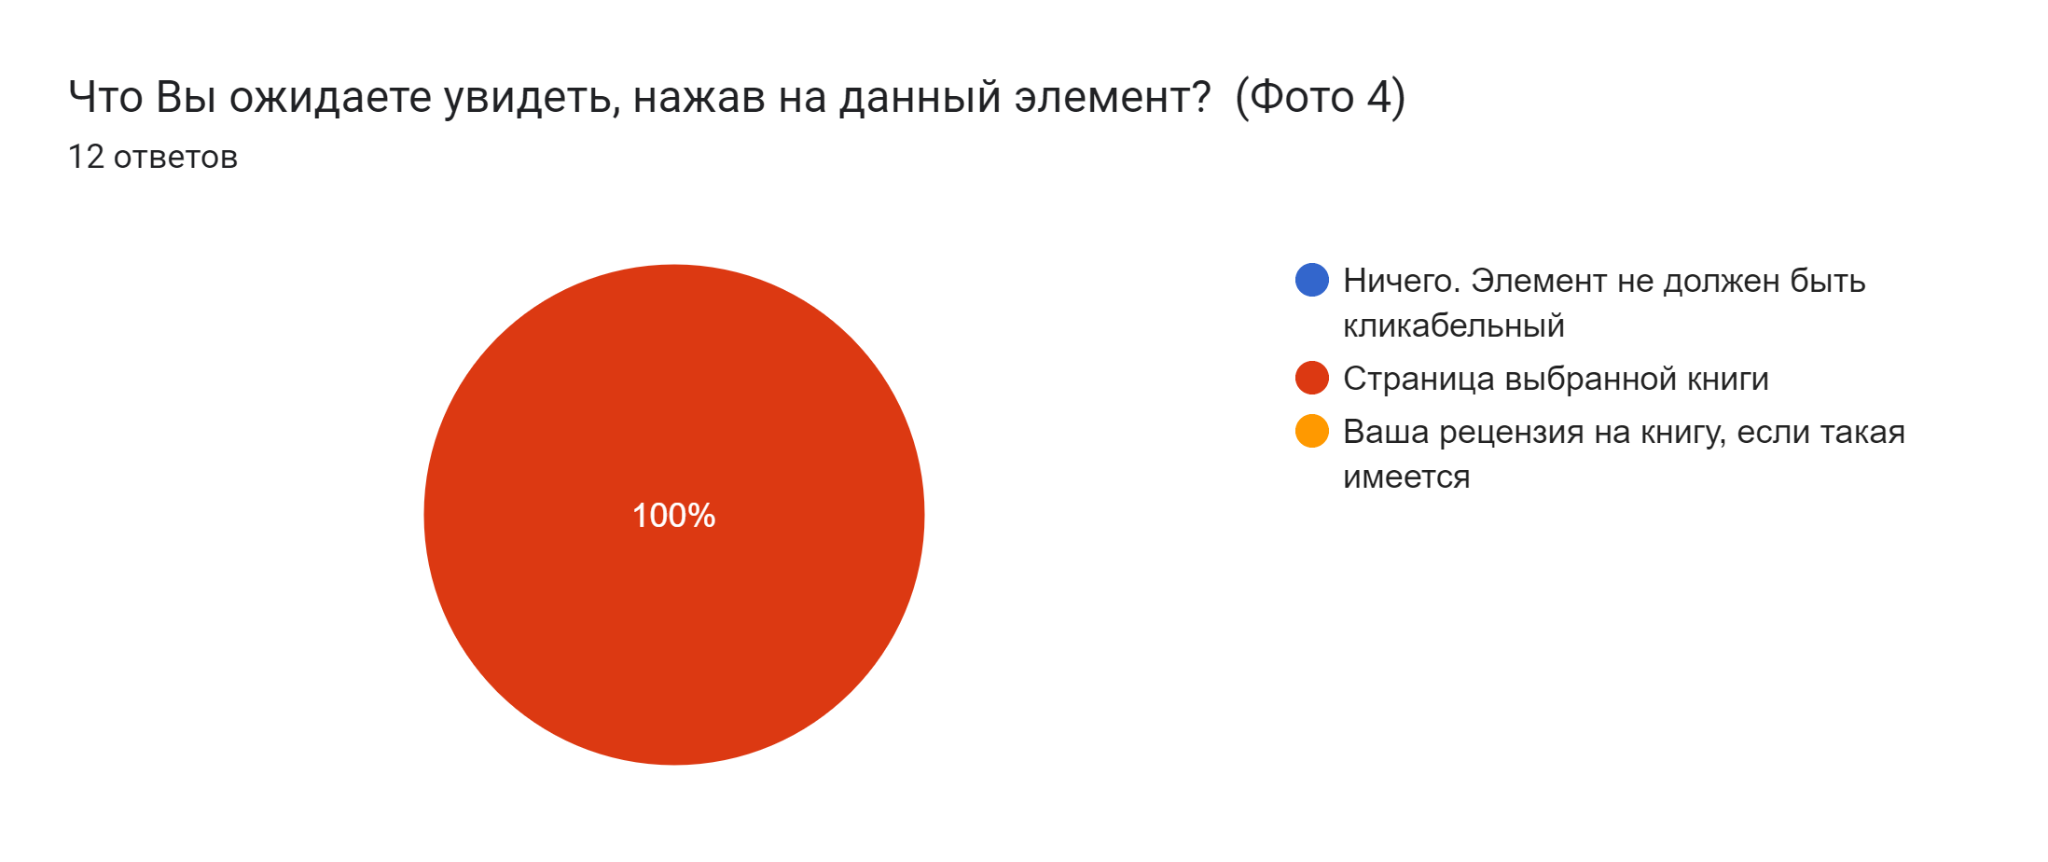 Что Вы ожидаете увидеть, нажав на данный элемент?  (Фото 4)
12 ответов
Ничего. Элемент не должен быть
кликабельный
Страница выбранной книги
Ваша рецензия на книгу, если такая
имеется
100%